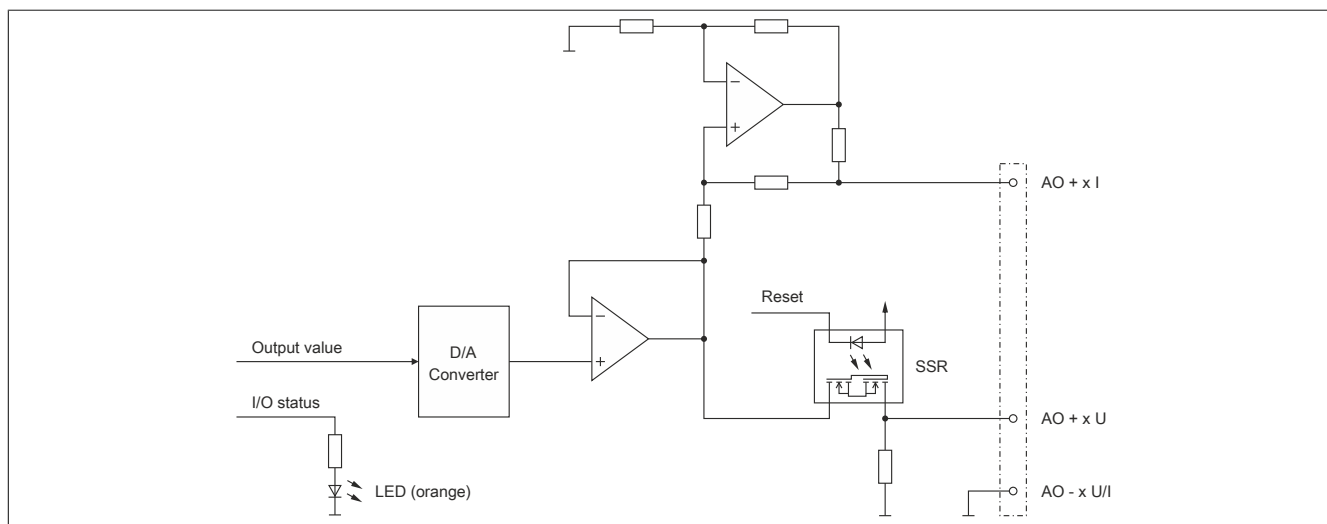 −
+
AO + x I
Reset
−
Output value
D/A
Converter
+
SSR
I/O status
AO + x U
LED (orange)
AO - x U/I